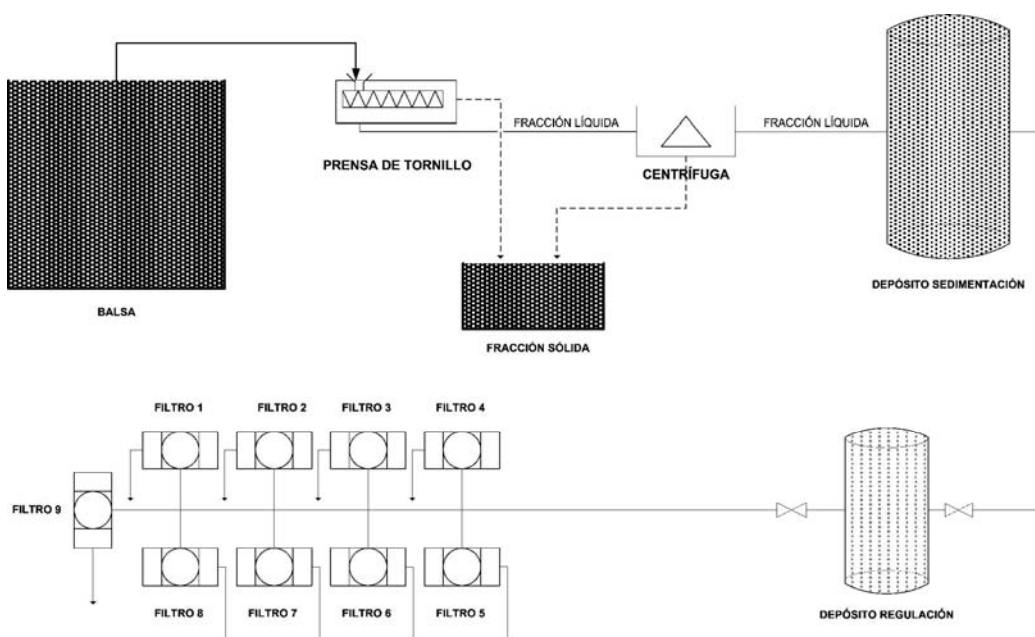 FRACCIÓN LÍQUIDA
FRACCIÓN LÍQUIDA
PRENSA DE TORNILLO
CENTRÍFUGA
DEPÓSITO SEDIMENTACIÓN
BALSA
FRACCIÓN SÓLIDA
FILTRO 1
FILTRO 2
FILTRO 3
FILTRO 4
FILTRO 9
FILTRO 8
FILTRO 7
FILTRO 6
FILTRO 5
DEPÓSITO REGULACIÓN